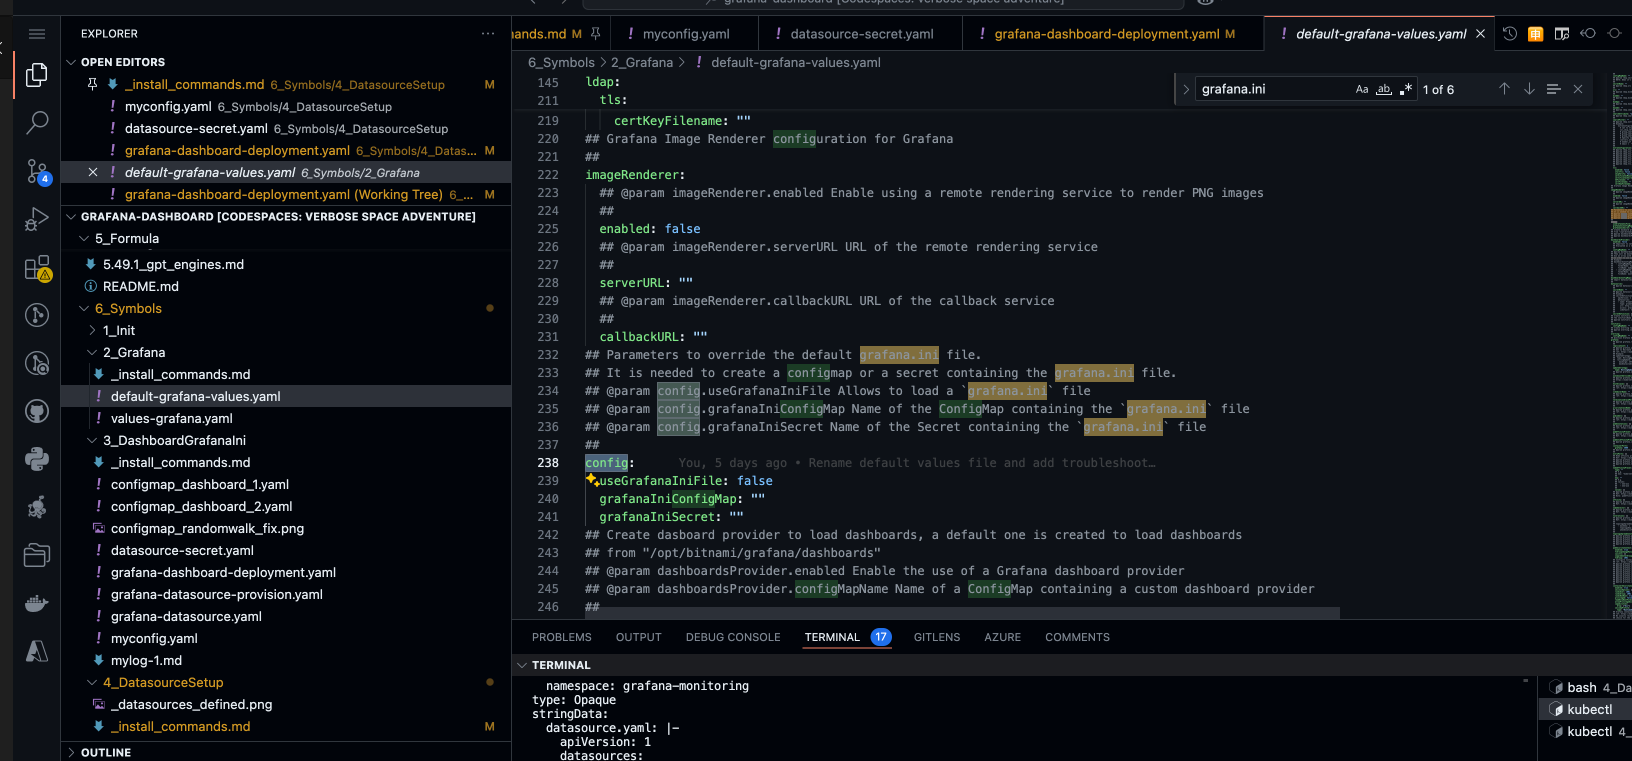 grafana-dashboard [Codespaces: verbose space adventure]
EXPLORER
OPEN EDITORS
_install_commands.md 6_Symbols/4_DatasourceSetup M
myconfig.yaml 6_Symbols/4_DatasourceSetup
datasource-secret.yaml 6_Symbols/4_DatasourceSetup
grafana-dashboard-deployment.yaml 6_Symbols/4_Datas... M
default-grafana-values.yaml 6_Symbols/2_Grafana
grafana-dashboard-deployment.yaml (Working Tree) 6_... M
GRAFANA-DASHBOARD [CODESPACES: VERBOSE SPACE ADVENTURE]
5_Formula
5.49.1_gpt_engines.md
README.md
6_Symbols
1_Init
2_Grafana
_install_commands.md
default-grafana-values.yaml
values-grafana.yaml
3_DashboardGrafanaIni
_install_commands.md
configmap_dashboard_1.yaml
configmap_dashboard_2.yaml
configmap_randomwalk_fix.png
datasource-secret.yaml
grafana-dashboard-deployment.yaml
grafana-datasource-provision.yaml
grafana-datasource.yaml
myconfig.yaml
mylog-1.md
4_DatasourceSetup
_datasources_defined.png
_install_commands.md M
OUTLINE
4
ands.md M
myconfig.yaml
datasource-secret.yaml
grafana-dashboard-deployment.yaml M
default-grafana-values.yaml
6_Symbols > 2_Grafana > ! default-grafana-values.yaml
grafana.ini Aa ab .* 1 of 6
145 ldap:
211 tls:
219 certKeyFilename: ""
220 ## Grafana Image Renderer configuration for Grafana
221 ##
222 imageRenderer:
223 ## @param imageRenderer.enabled Enable using a remote rendering service to render PNG images
224 ##
225 enabled: false
226 ## @param imageRenderer.serverURL URL of the remote rendering service
227 ##
228 serverURL: ""
229 ## @param imageRenderer.callbackURL URL of the callback service
230 ##
231 callbackURL: ""
232 ## Parameters to override the default grafana.ini file.
233 ## It is needed to create a configmap or a secret containing the grafana.ini file.
234 ## @param config.useGrafanaIniFile Allows to load a `grafana.ini` file
235 ## @param config.grafanaIniConfigMap Name of the ConfigMap containing the `grafana.ini` file
236 ## @param config.grafanaIniSecret Name of the Secret containing the `grafana.ini` file
237 ##
238 config: You, 5 days ago • Rename default values file and add troubleshoot…
239 useGrafanaIniFile: false
240 grafanaIniConfigMap: ""
241 grafanaIniSecret: ""
242 ## Create dasboard provider to load dashboards, a default one is created to load dashboards
243 ## from "/opt/bitnami/grafana/dashboards"
244 ## @param dashboardsProvider.enabled Enable the use of a Grafana dashboard provider
245 ## @param dashboardsProvider.configMapName Name of a ConfigMap containing a custom dashboard provider
246 ##
PROBLEMS OUTPUT DEBUG CONSOLE TERMINAL 17 GITLENS AZURE COMMENTS
TERMINAL
namespace: grafana-monitoring
type: Opaque
stringData:
datasource.yaml: |-
apiVersion: 1
datasources:
bash 4_Da
kubectl
kubectl 4_